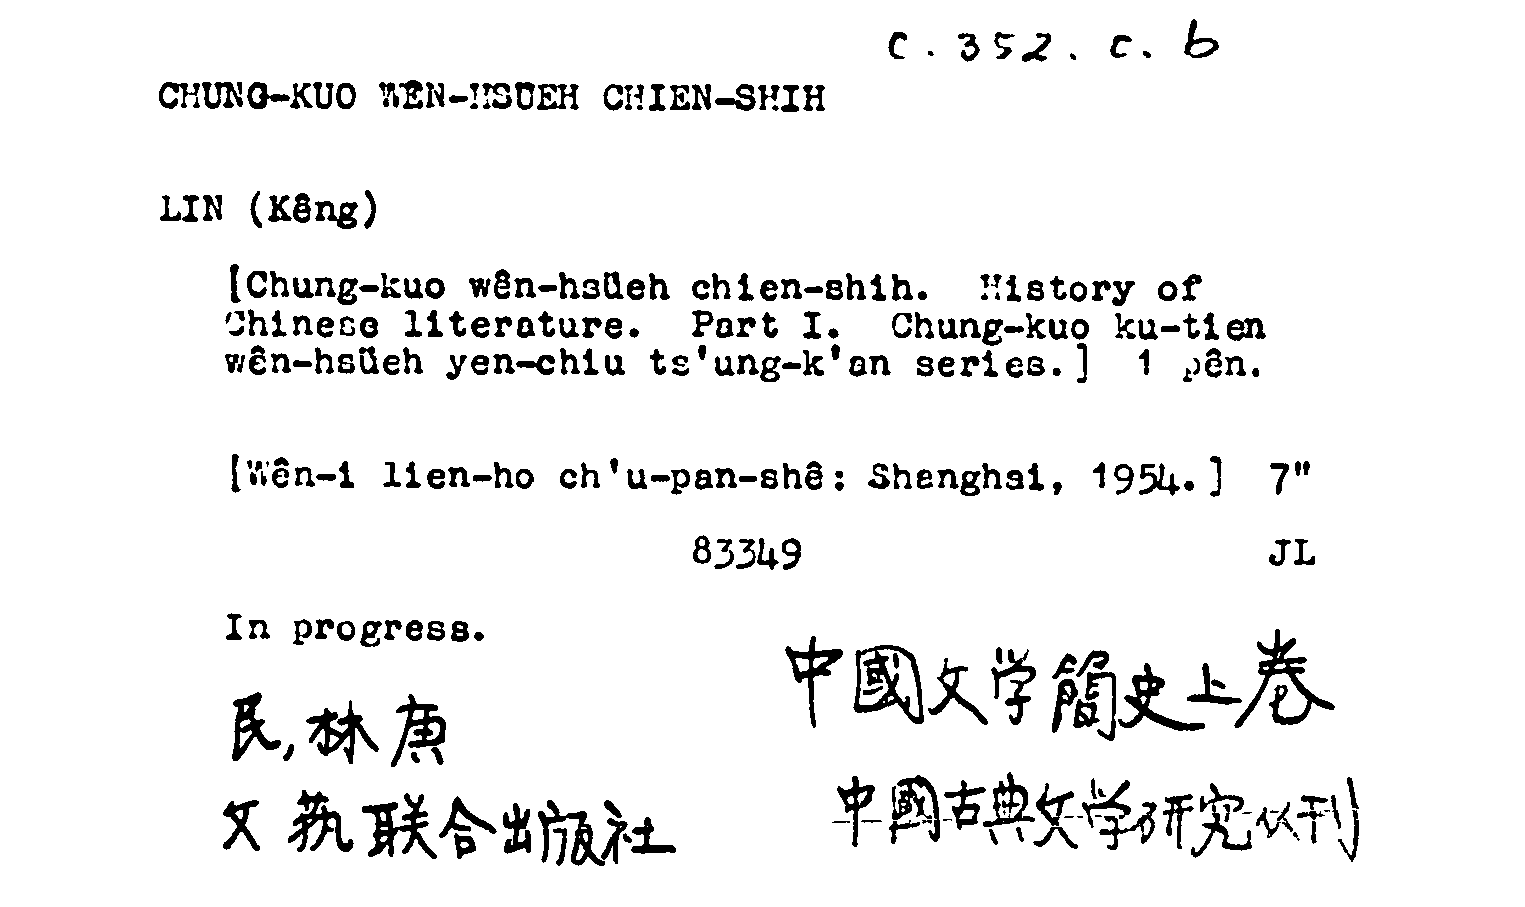 c. 352. c. b
CHUNG-KUO WÊN-HSÜEH CHIEN-SHIH
LIN (Kêng)
[Chung-kuo wên-hsüeh chien-shih. History of
Chinese literature. Part I. Chung-kuo ku-tien
wên-hsüeh yen-chiu ts'ung-k'an series.] 1 pên.
[Wên-i lien-ho ch'u-pan-shê: Shanghai, 1954.] 7"
83349 JL
In progress.
中國文学簡史上卷
民,林庚
中國古典文学研究从刊
文執联合出版社